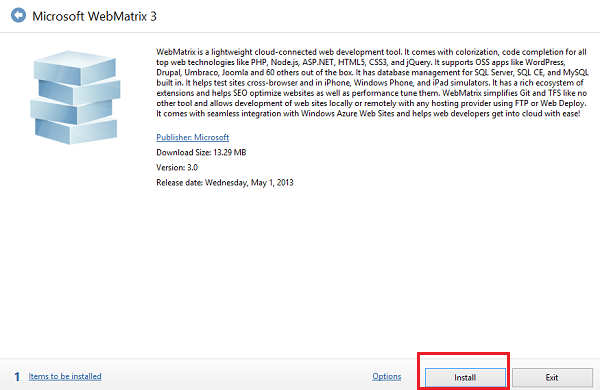 Microsoft WebMatrix 3
WebMatrix is a lightweight cloud-connected web development tool. It comes with colorization, code completion for all
top web technologies like PHP, Node.js, ASP.NET, HTML5, CSS3, and jQuery. It supports OSS apps like WordPress,
Drupal, Umbraco, Joomla and 60 others out of the box. It has database management for SQL Server, SQL CE, and MySQL
built in. It helps test sites cross-browser and in iPhone, Windows Phone, and iPad simulators. It has a rich ecosystem of
extensions and helps SEO optimize websites as well as performance tune them. WebMatrix simplifies Git and TFS like no
other tool and allows development of web sites locally or remotely with any hosting provider using FTP or Web Deploy.
It comes with seamless integration with Windows Azure Web Sites and helps web developers get into cloud with ease!
Publisher: Microsoft
Download Size: 13.29 MB
Version: 3.0
Release date: Wednesday, May 1, 2013
1 Items to be installed Options Install Exit